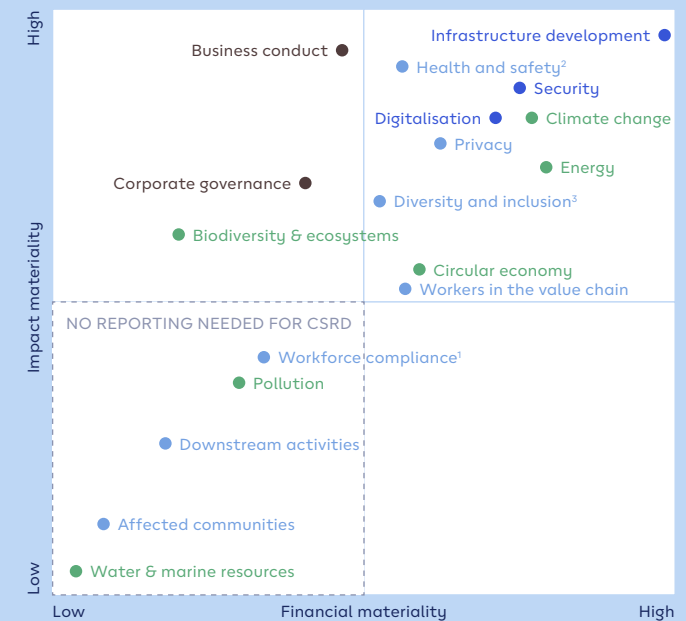 High
Infrastructure development
Business conduct
Health and safety²
Security
Digitalisation
Climate change
Privacy
Energy
Corporate governance
Diversity and inclusion³
Biodiversity & ecosystems
Circular economy
Workers in the value chain
Impact materiality
NO REPORTING NEEDED FOR CSRD
Workforce compliance¹
Pollution
Downstream activities
Affected communities
Water & marine resources
Low
Low
Financial materiality
High